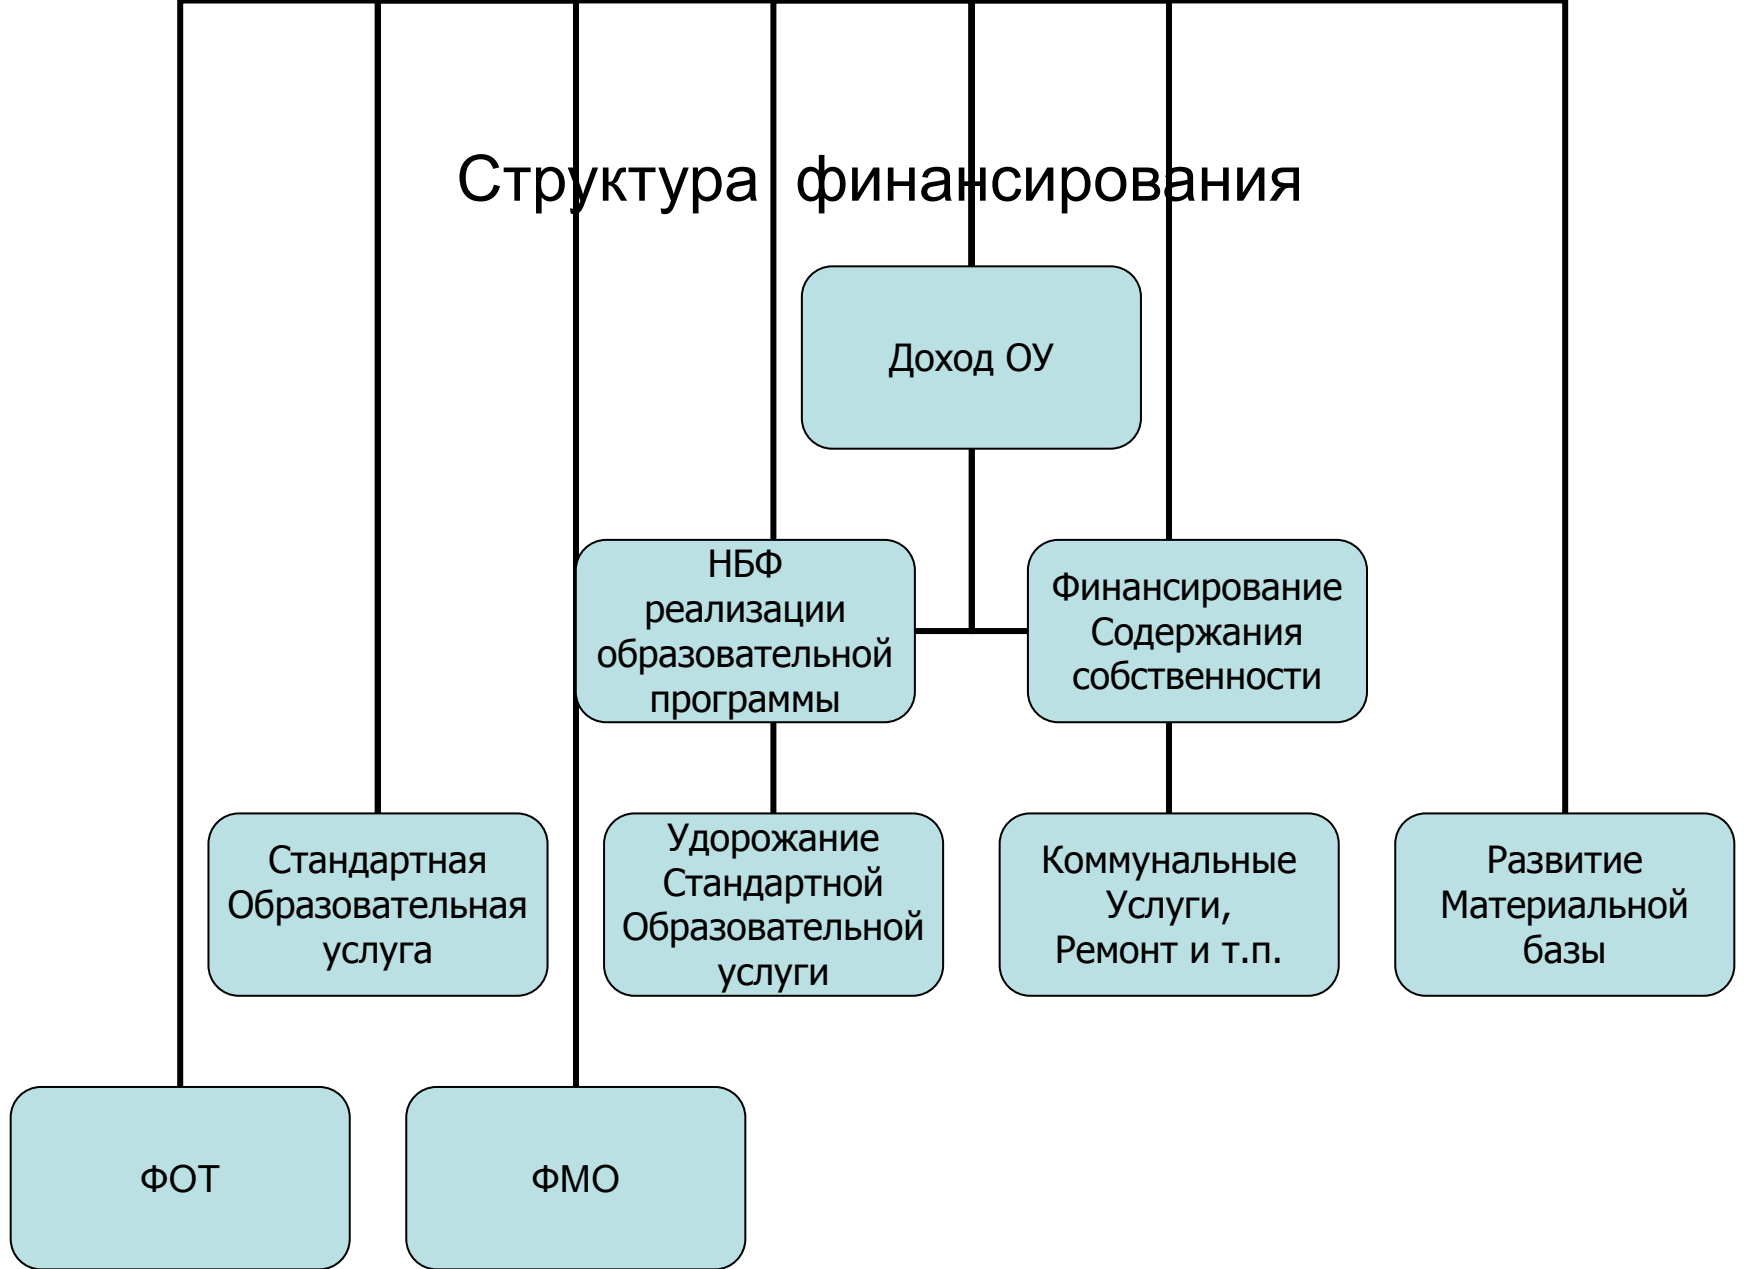 Структура финансирования
Доход ОУ
НБФ
реализации
образовательной
программы
Финансирование
Содержания
собственности
Стандартная
Образовательная
услуга
Удорожание
Стандартной
Образовательной
услуги
Коммунальные
Услуги,
Ремонт и т.п.
Развитие
Материальной
базы
ФОТ
ФМО